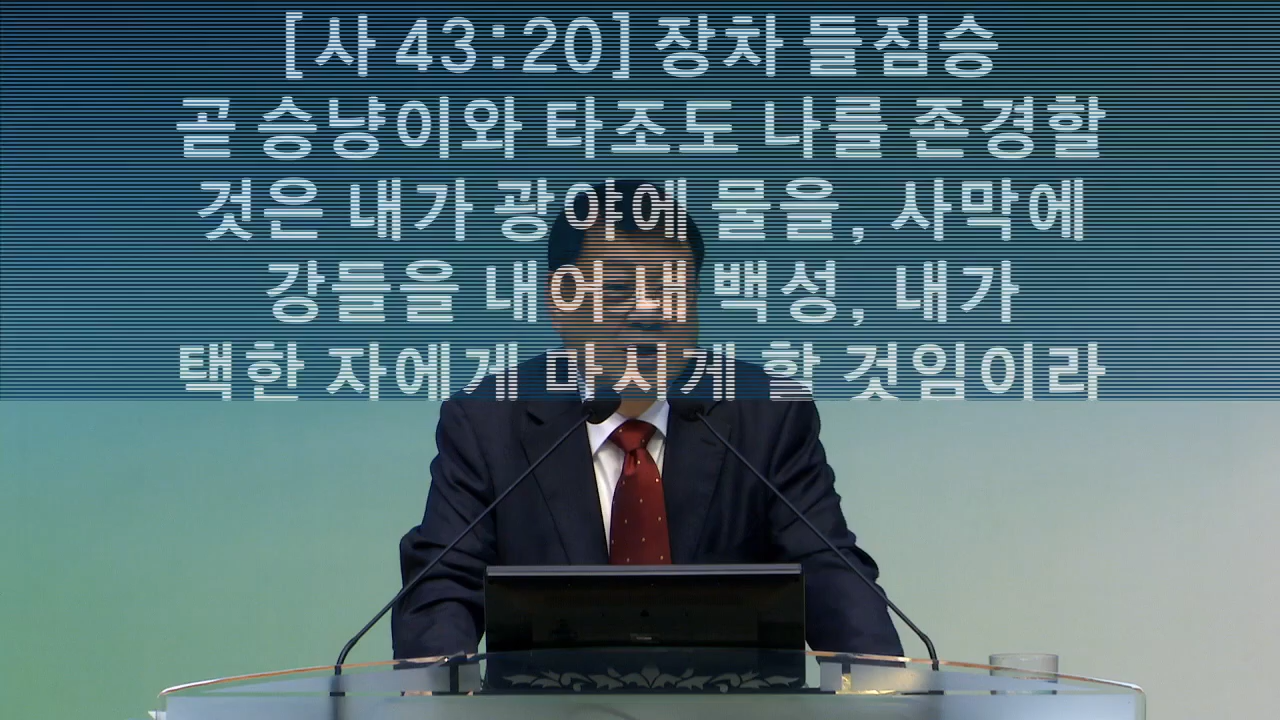 [사 43:20] 장차 들짐승
곧 승냥이와 타조도 나를 존경할
것은 내가 광야에 물을, 사막에
강들을 내어 내 백성, 내가
택한 자에게 마시게 할 것임이라